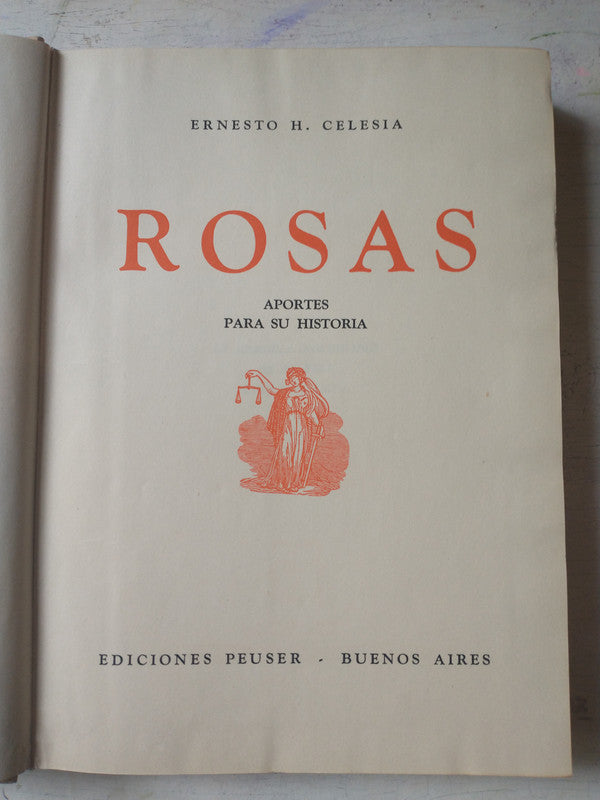 ERNESTO H. CELESIA
ROSAS
APORTES
PARA SU HISTORIA
EDICIONES PEUSER - BUENOS AIRES